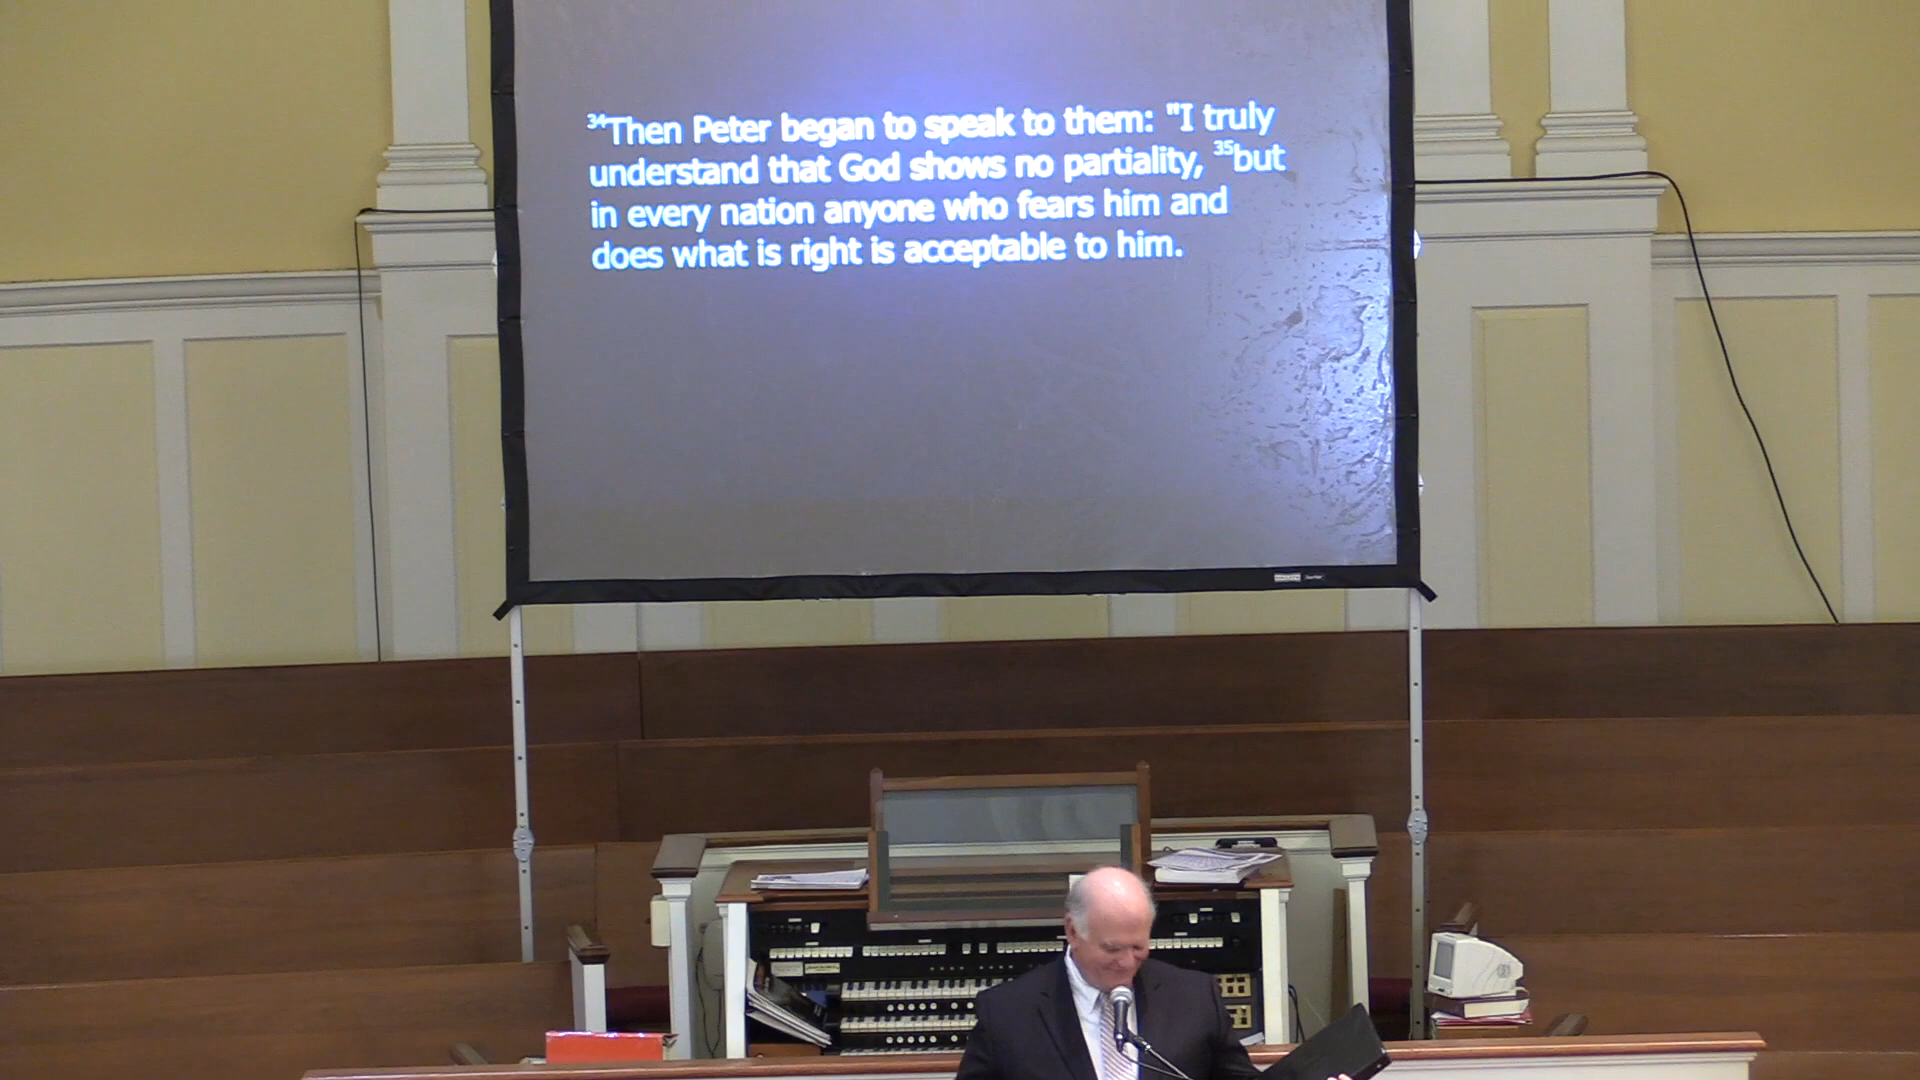 ³⁴Then Peter began to speak to them: "I truly
understand that God shows no partiality, ³⁵but
in every nation anyone who fears him and
does what is right is acceptable to him.